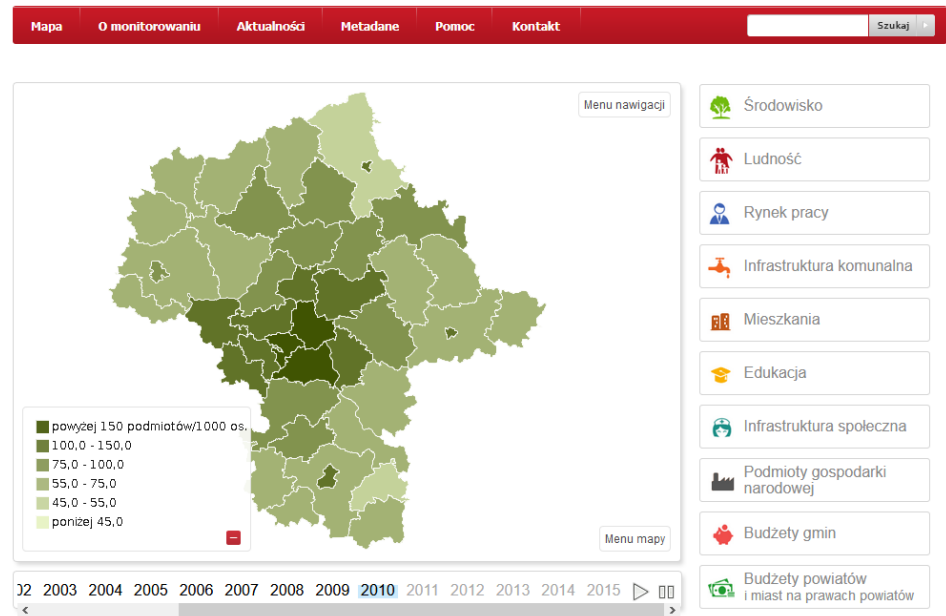 Mapa O monitorowaniu Aktualności Metadane Pomoc Kontakt Szukaj
Menu nawigacji
Środowisko
Ludność
Rynek pracy
Infrastruktura komunalna
Mieszkania
Edukacja
Infrastruktura społeczna
Podmioty gospodarki
narodowej
Budżety gmin
Budżety powiatów
i miast na prawach powiatów
powyżej 150 podmiotów/1000 os.
100,0 - 150,0
75,0 - 100,0
55,0 - 75,0
45,0 - 55,0
poniżej 45,0
Menu mapy
02 2003 2004 2005 2006 2007 2008 2009 2010 2011 2012 2013 2014 2015